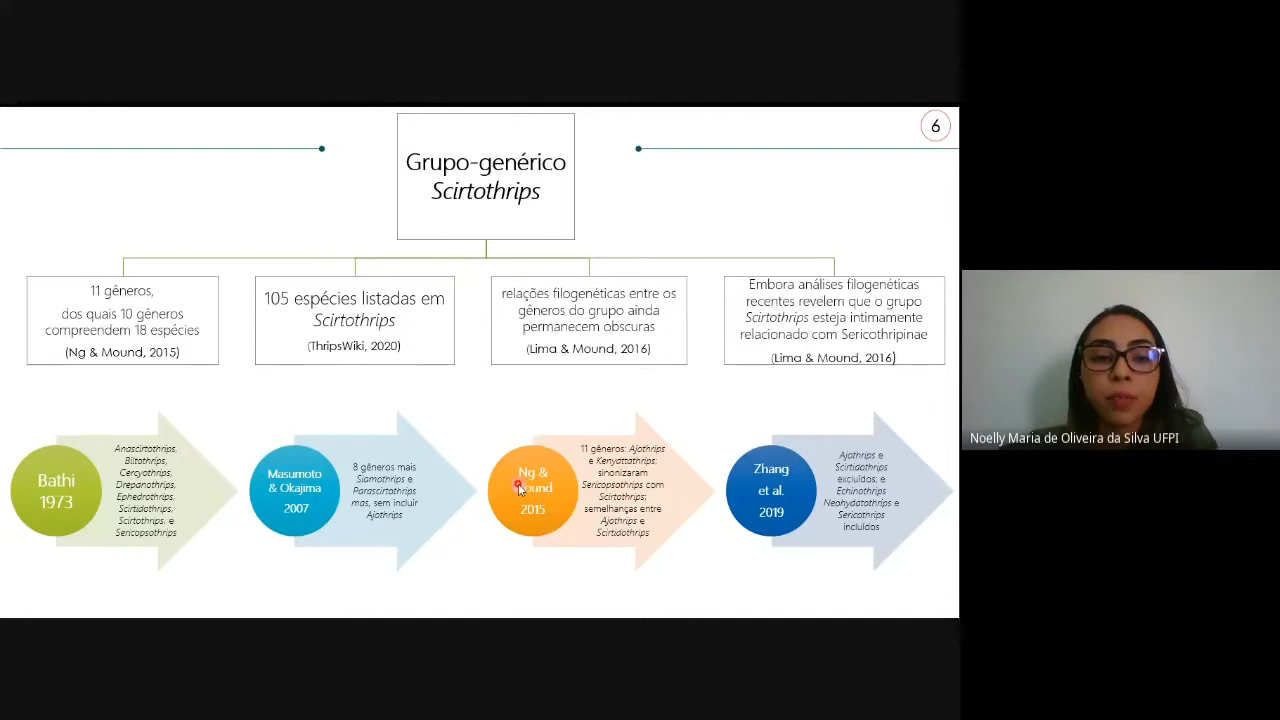 6
Grupo-genérico
Scirtothrips
11 gêneros,
dos quais 10 gêneros
compreendem 18 espécies
(Ng & Mound, 2015)
105 espécies listadas em
Scirtothrips
(ThripsWiki, 2020)
relações filogenéticas entre os
gêneros do grupo ainda
permanecem obscuras
(Lima & Mound, 2016)
Embora análises filogenéticas
recentes revelem que o grupo
Scirtothrips esteja intimamente
relacionado com Sericothripinae
(Lima & Mound, 2016)
Bathi
1973
Anascirtothrips,
Biltothrips,
Cercyothrips,
Drepanothrips,
Ephedrothrips,
Scirtidothrips,
Scirtothrips, e
Sericopsothrips
Masumoto
& Okajima
2007
8 gêneros mais
Siamothrips e
Parascirtothrips
mas, sem incluir
Ajothrips
Ng &
Mound
2015
11 gêneros: Ajothrips
e Kenyattathrips;
sinonizaram
Sericopsothrips com
Scirtothrips;
semelhanças entre
Ajothrips e
Scirtidothrips
Zhang
et al.
2019
Ajothrips e
Scirtidothrips
excluídos; e
Echinothrips
Neohydatothrips e
Sericothrips
incluídos
Noelly Maria de Oliveira da Silva UFPI